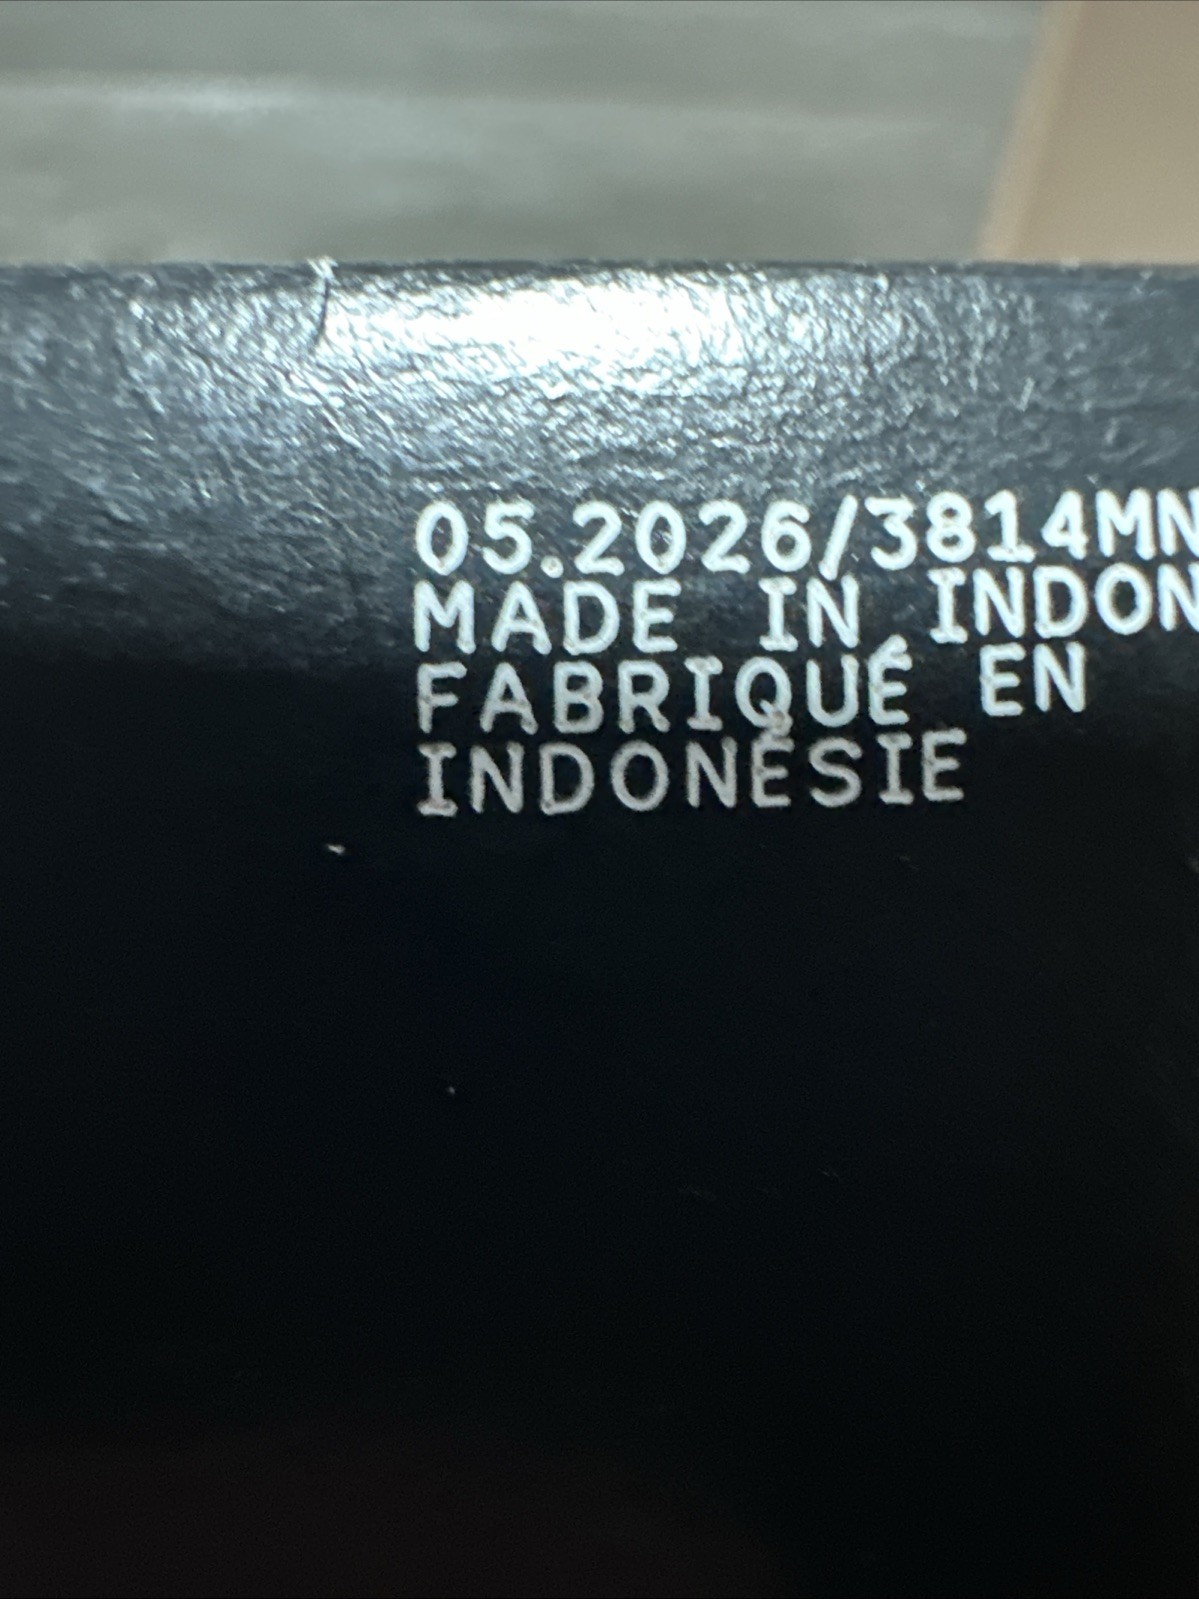 05.2026/3814MN
MADE IN INDON
FABRIQUÉ EN
INDONÉSIE